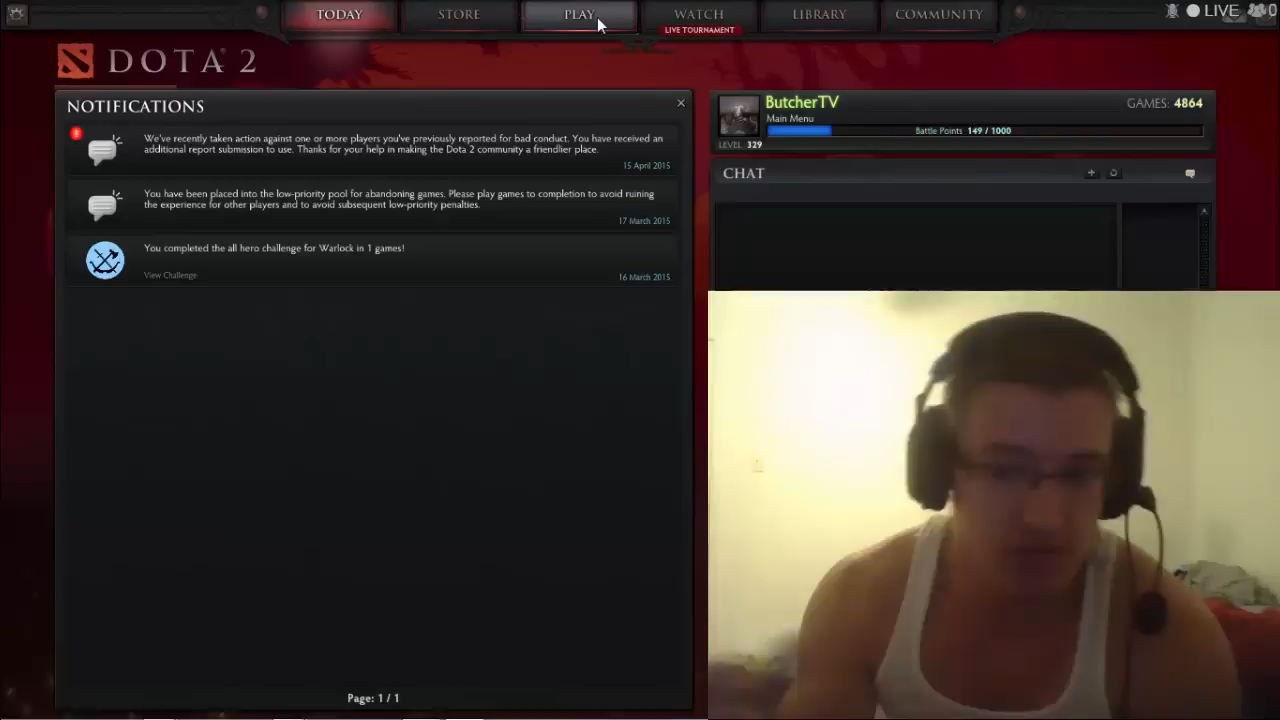 TODAY
STORE
PLAY
WATCH
LIVE TOURNAMENT
LIBRARY
COMMUNITY
LIVE
0
DOTA 2
NOTIFICATIONS
We've recently taken action against one or more players you've previously reported for bad conduct. You have received an
additional report submission to use. Thanks for your help in making the Dota 2 community a friendlier place.
15 April 2015
You have been placed into the low-priority pool for abandoning games. Please play games to completion to avoid ruining
the experience for other players and to avoid subsequent low-priority penalties.
17 March 2015
You completed the all hero challenge for Warlock in 1 games!
View Challenge
16 March 2015
Page: 1 / 1
ButcherTV
GAMES: 4864
Main Menu
Battle Points 149 / 1000
LEVEL 329
CHAT